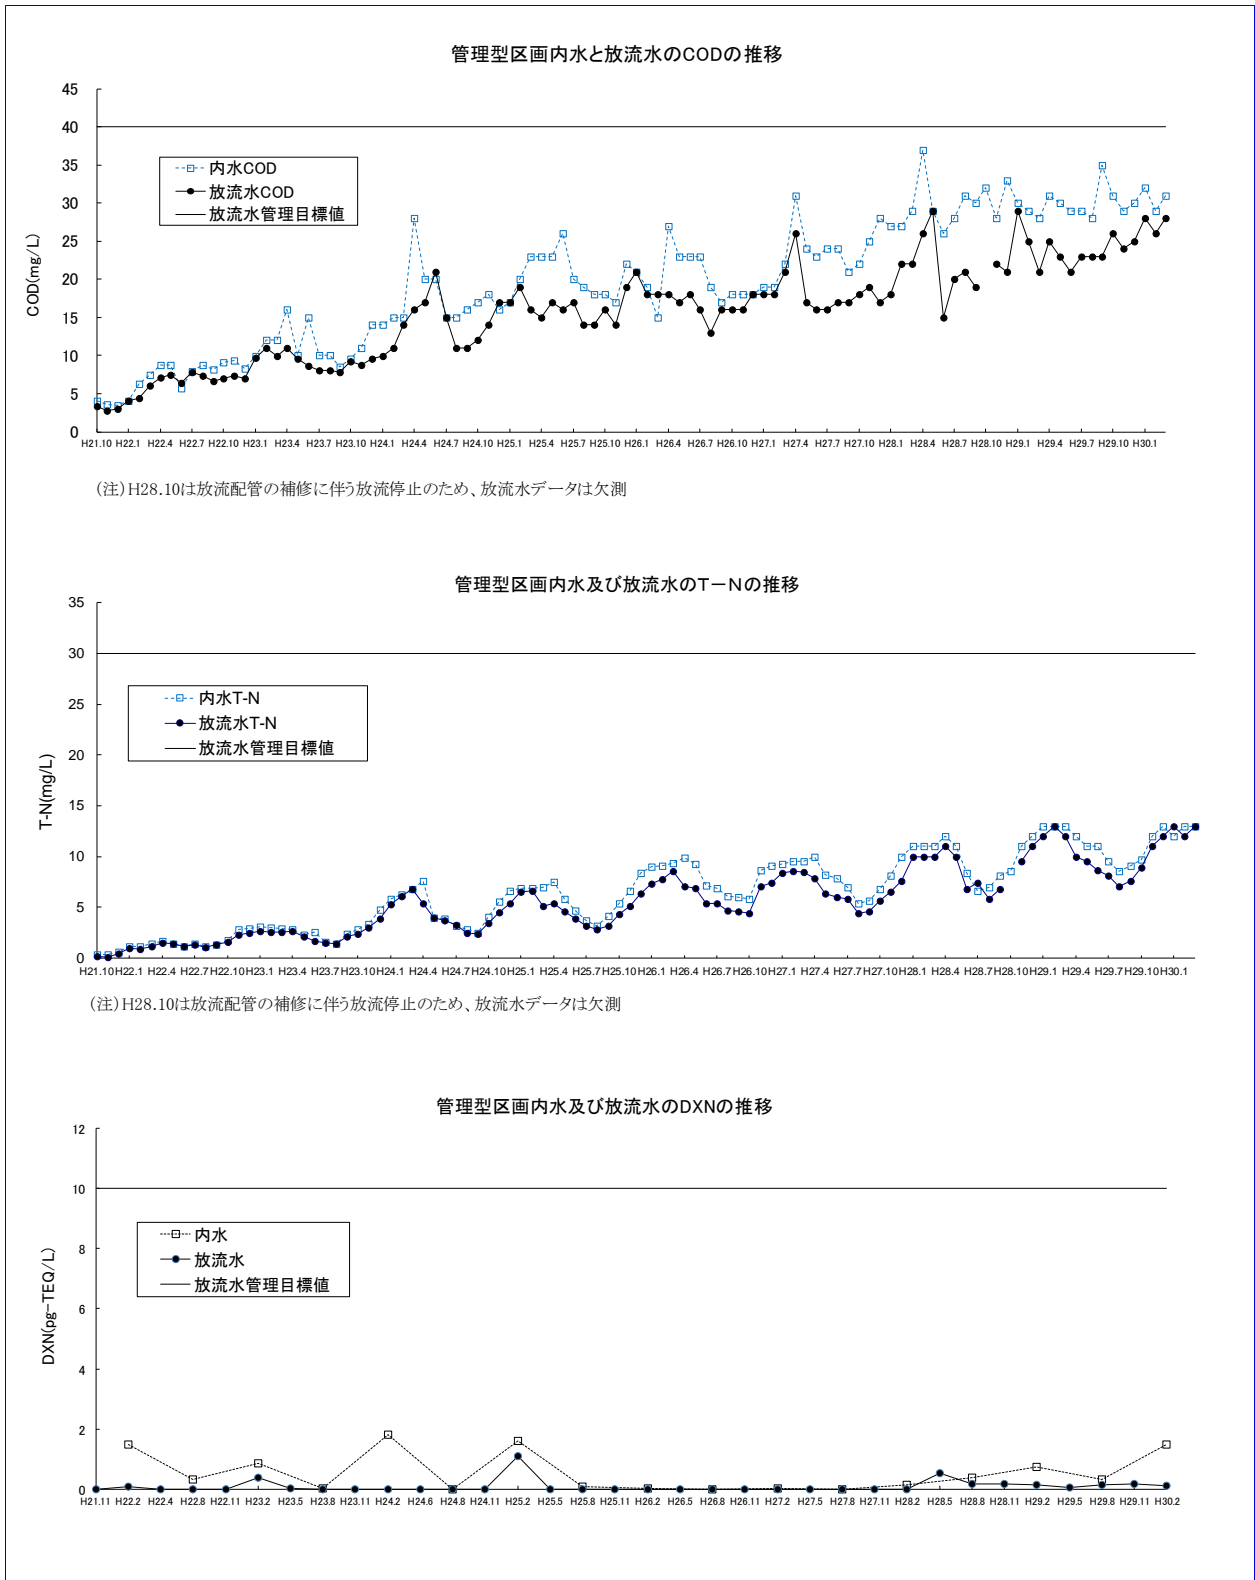 管理型区画内水と放流水のCODの推移
45
40
35
30
25
20
15
10
5
0
COD(mg/L)
内水COD
放流水COD
放流水管理目標値
H21.10 H22.1 H22.4 H22.7 H22.10 H23.1 H23.4 H23.7 H23.10 H24.1 H24.4 H24.7 H24.10 H25.1 H25.4 H25.7 H25.10 H26.1 H26.4 H26.7 H26.10 H27.1 H27.4 H27.7 H27.10 H28.1 H28.4 H28.7 H28.10 H29.1 H29.4 H29.7 H29.10 H30.1
(注)H28.10は放流配管の補修に伴う放流停止のため、放流水データは欠測
管理型区画内水及び放流水のT－Nの推移
35
30
25
20
15
10
5
0
T-N(mg/L)
内水T-N
放流水T-N
放流水管理目標値
H21.10 H22.1 H22.4 H22.7 H22.10 H23.1 H23.4 H23.7 H23.10 H24.1 H24.4 H24.7 H24.10 H25.1 H25.4 H25.7 H25.10 H26.1 H26.4 H26.7 H26.10 H27.1 H27.4 H27.7 H27.10 H28.1 H28.4 H28.7 H28.10 H29.1 H29.4 H29.7 H29.10 H30.1
(注)H28.10は放流配管の補修に伴う放流停止のため、放流水データは欠測
管理型区画内水及び放流水のDXNの推移
12
10
8
6
4
2
0
DXN(pg-TEQ/L)
内水
放流水
放流水管理目標値
H21.11 H22.2 H22.4 H22.8 H22.11 H23.2 H23.5 H23.8 H23.11 H24.2 H24.6 H24.8 H24.11 H25.2 H25.5 H25.8 H25.11 H26.2 H26.5 H26.8 H26.11 H27.2 H27.5 H27.8 H27.11 H28.2 H28.5 H28.8 H28.11 H29.2 H29.5 H29.8 H29.11 H30.2